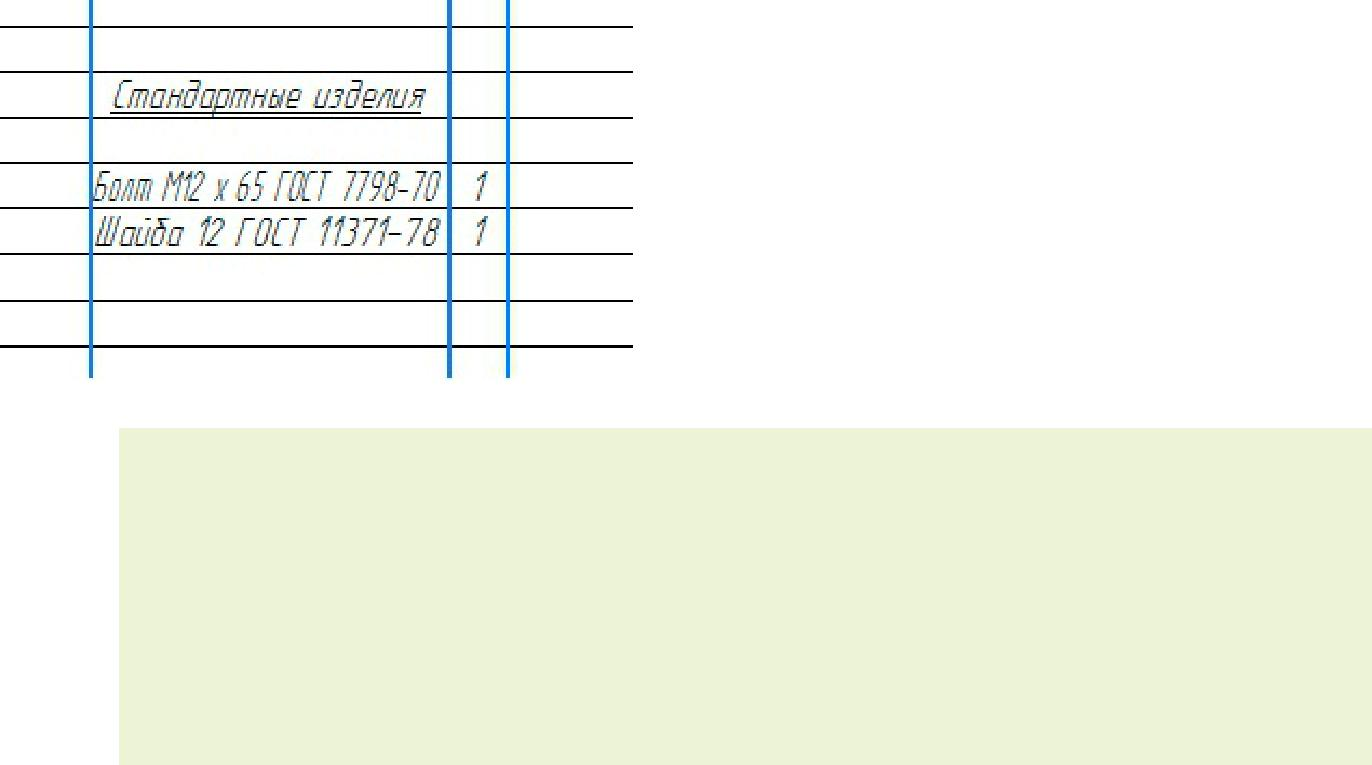 Стандартные изделия
Болт М12 х 65 ГОСТ 7798-70 1
Шайба 12 ГОСТ 11371-78 1